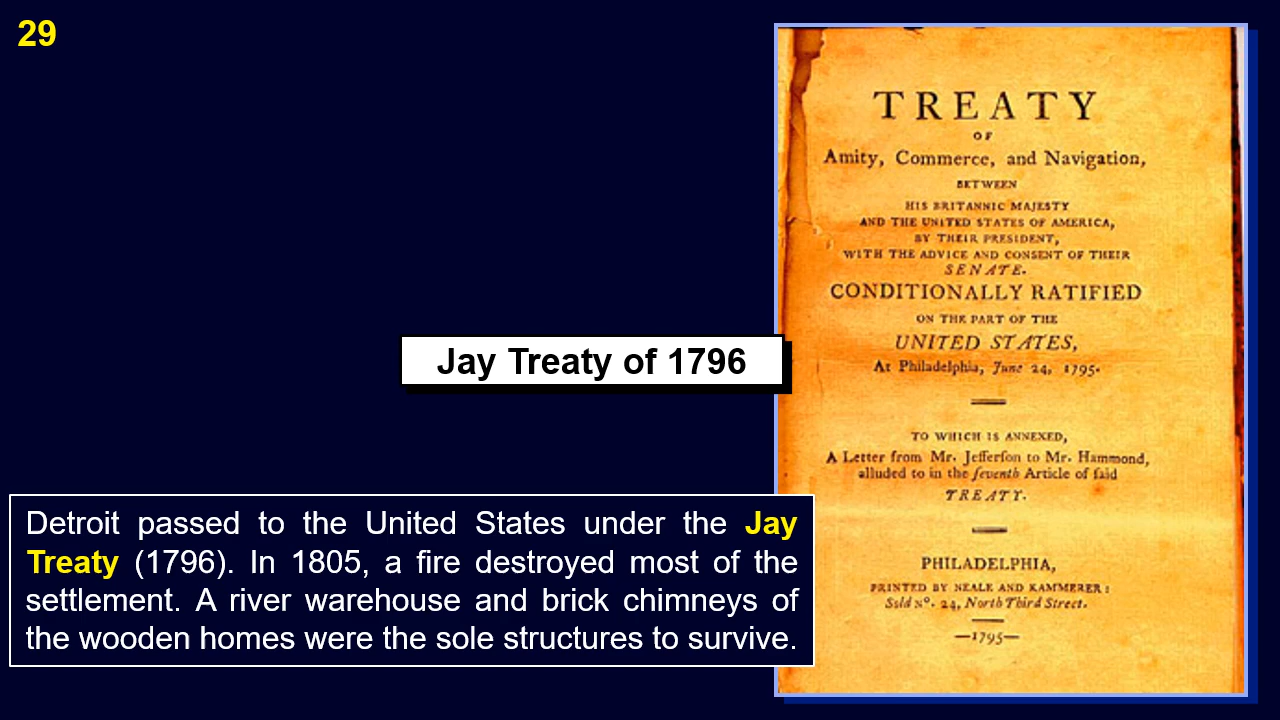 29
TREATY
OF
Amity, Commerce, and Navigation,
BETWEEN
HIS BRITANNIC MAJESTY
AND THE UNITED STATES OF AMERICA,
BY THEIR PRESIDENT,
WITH THE ADVICE AND CONSENT OF THEIR
SENATE.
CONDITIONALLY RATIFIED
ON THE PART OF THE
UNITED STATES,
At Philadelphia, June 24, 1795.
TO WHICH IS ANNEXED,
A Letter from Mr. Jefferſon to Mr. Hammond,
alluded to in the ſeventh Article of ſaid
TREATY.
PHILADELPHIA,
PRINTED BY NEALE AND KAMMERER:
Sold Nº. 24, North Third Street.
—1795—
Jay Treaty of 1796
Detroit passed to the United States under the Jay
Treaty (1796). In 1805, a fire destroyed most of the
settlement. A river warehouse and brick chimneys of
the wooden homes were the sole structures to survive.